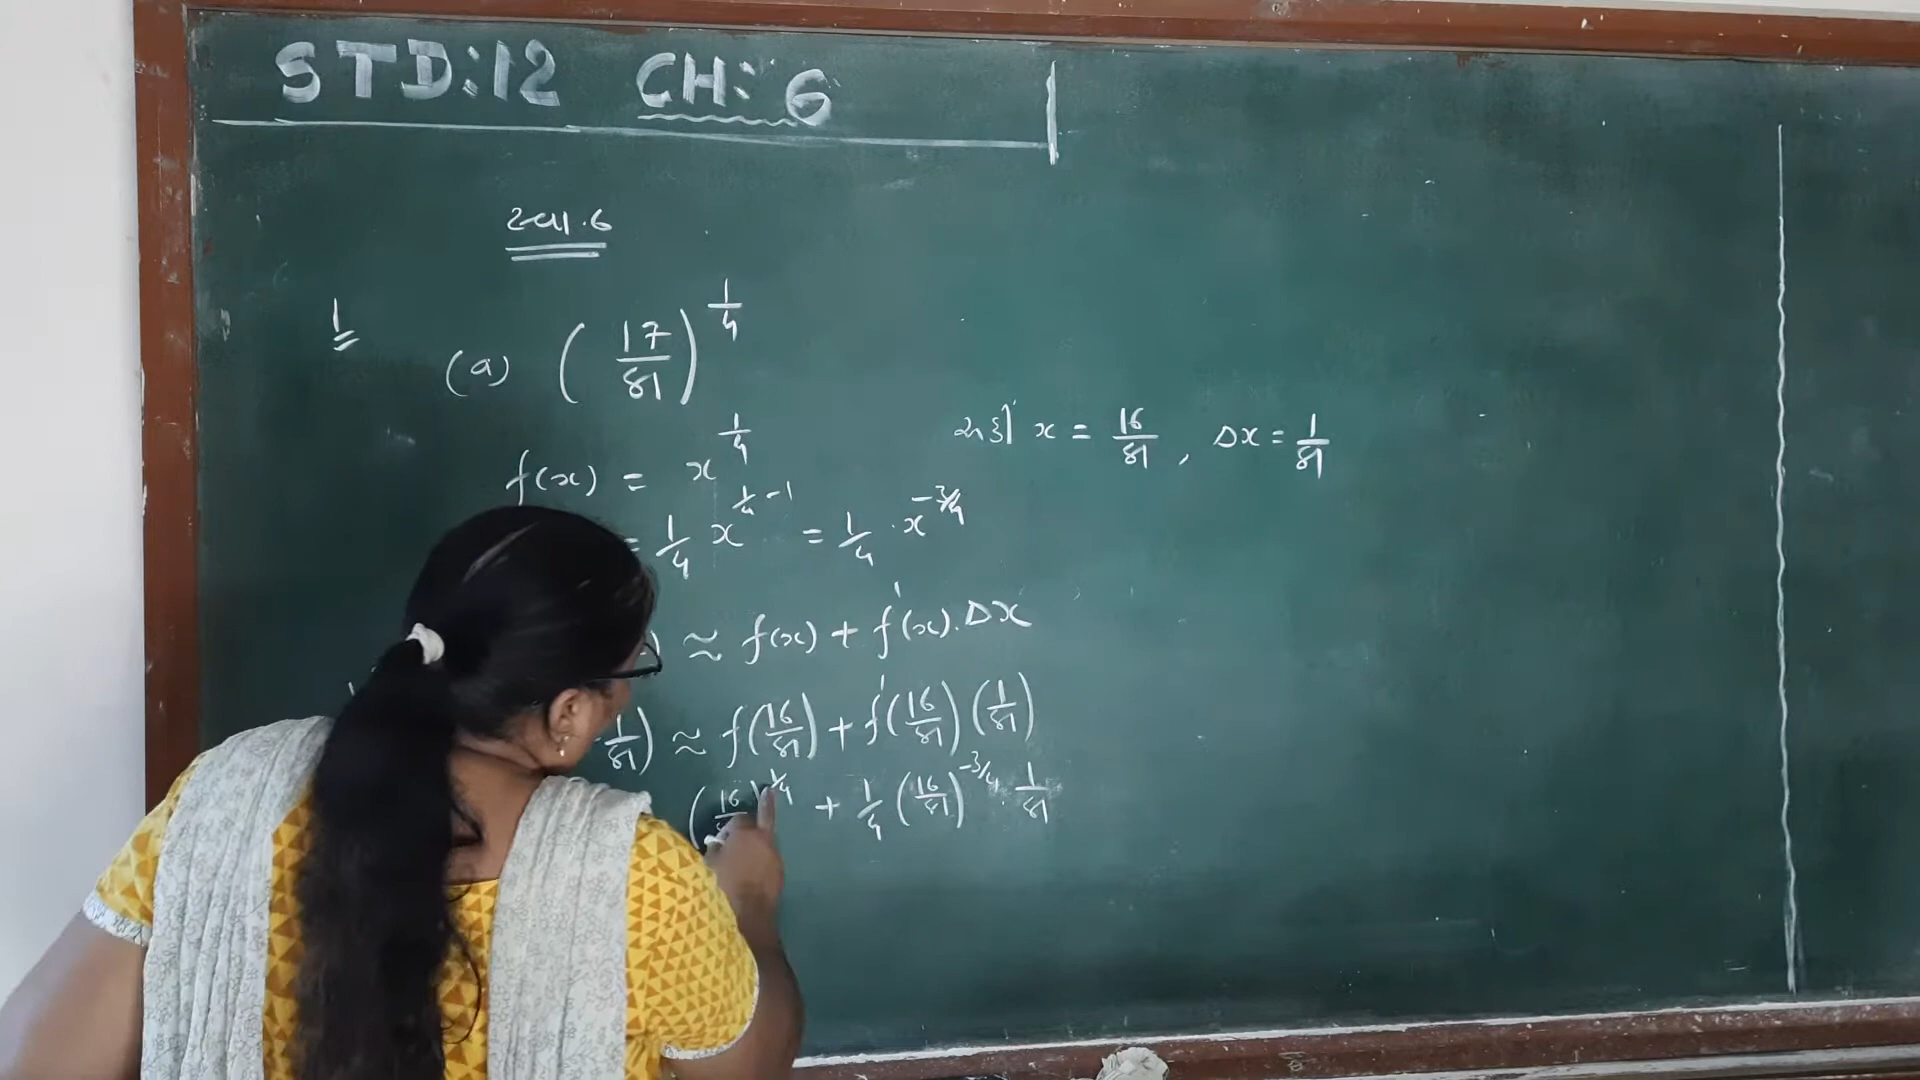 STD:12 CH: 6
સ્વા.6
1 (a) (17/81)^1/4
f(x) = x^1/4
અહીં x = 16/81, Δx = 1/81
= 1/4 x^1/4-1 = 1/4 . x^-3/4
) ≈ f(x) + f'(x).Δx
1/81) ≈ f(16/81) + f'(16/81)(1/81)
(16/ )^1/4 + 1/4 (16/81)^-3/4 . 1/81